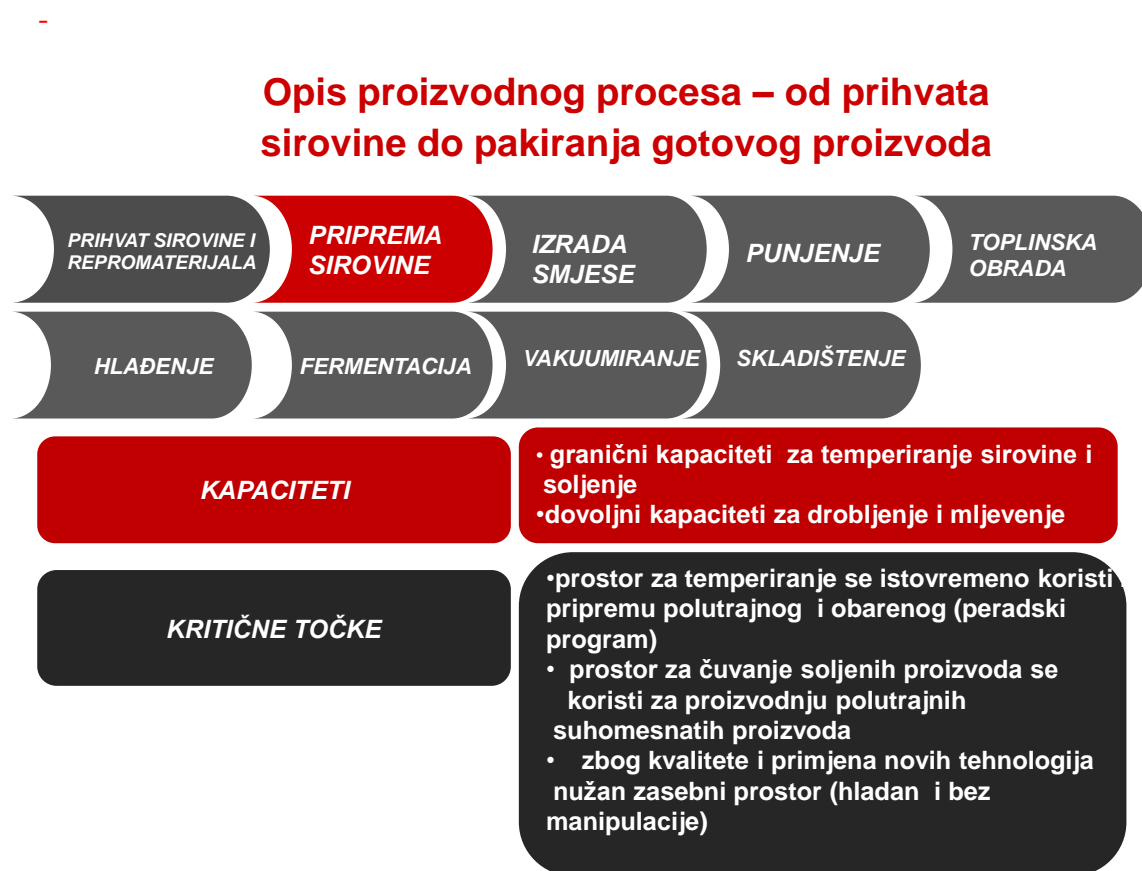 -
Opis proizvodnog procesa – od prihvata
sirovine do pakiranja gotovog proizvoda
PRIHVAT SIROVINE I
REPROMATERIJALA
PRIPREMA
SIROVINE
IZRADA
SMJESE
PUNJENJE
TOPLINSKA
OBRADA
HLAĐENJE
FERMENTACIJA
VAKUUMIRANJE
SKLADIŠTENJE
KAPACITETI
• granični kapaciteti za temperiranje sirovine i
soljenje
•dovoljni kapaciteti za drobljenje i mljevenje
KRITIČNE TOČKE
•prostor za temperiranje se istovremeno koristi
pripremu polutrajnog i obarenog (peradski
program)
• prostor za čuvanje soljenih proizvoda se
koristi za proizvodnju polutrajnih
suhomesnatih proizvoda
• zbog kvalitete i primjena novih tehnologija
nužan zasebni prostor (hladan i bez
manipulacije)